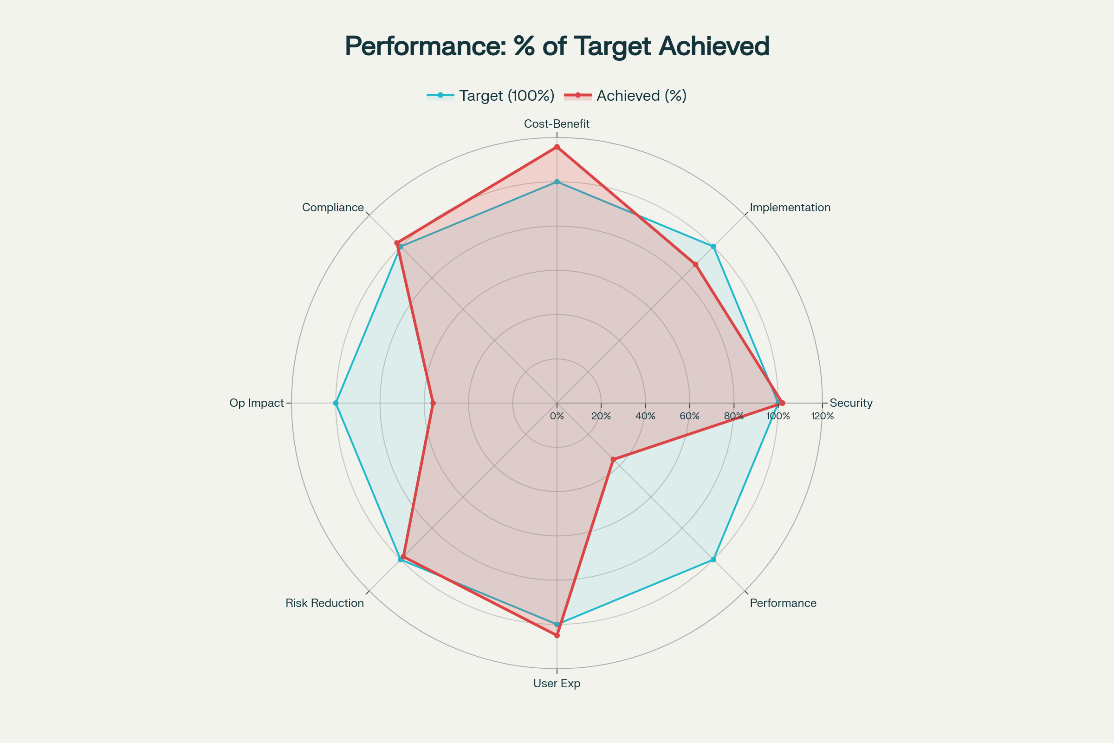 Performance: % of Target Achieved
Target (100%) Achieved (%)
Cost-Benefit
Compliance Implementation
Op Impact Security
0% 20% 40% 60% 80% 100% 120%
Risk Reduction Performance
User Exp